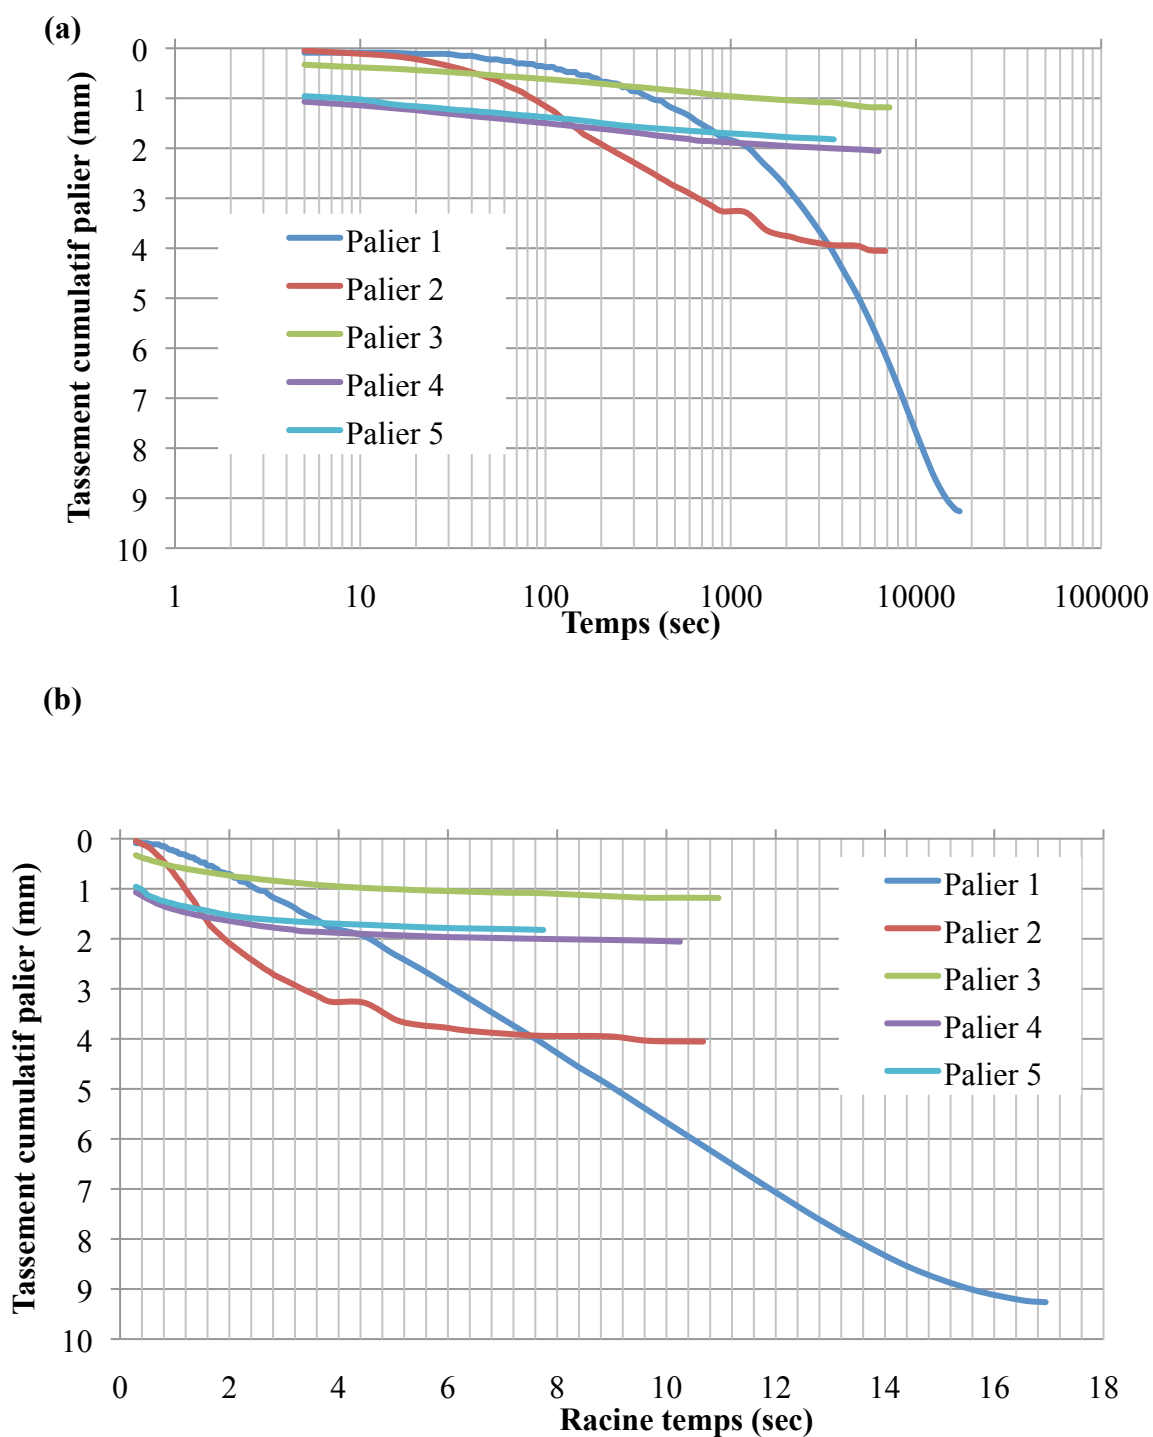 (a)
Tassement cumulatif palier (mm)
0
1
2
3
4
5
6
7
8
9
10
Palier 1
Palier 2
Palier 3
Palier 4
Palier 5
1 10 100 1000 10000 100000
Temps (sec)
(b)
Tassement cumulatif palier (mm)
0
1
2
3
4
5
6
7
8
9
10
Palier 1
Palier 2
Palier 3
Palier 4
Palier 5
0 2 4 6 8 10 12 14 16 18
Racine temps (sec)